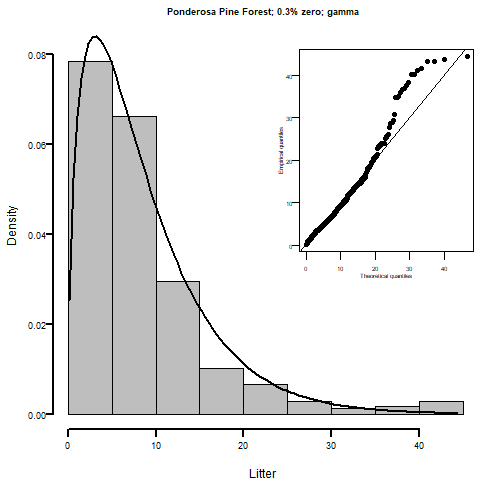 Ponderosa Pine Forest; 0.3% zero; gamma
0.08
0.06
0.04
0.02
0.00
Density
0 10 20 30 40
Litter
40
30
20
10
0
Empirical quantiles
0 10 20 30 40
Theoretical quantiles